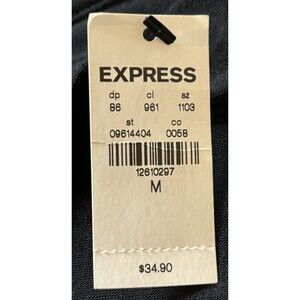 EXPRESS
dp cl sz
86 961 1103
st co
09614404 0058
12610297
M
$34.90